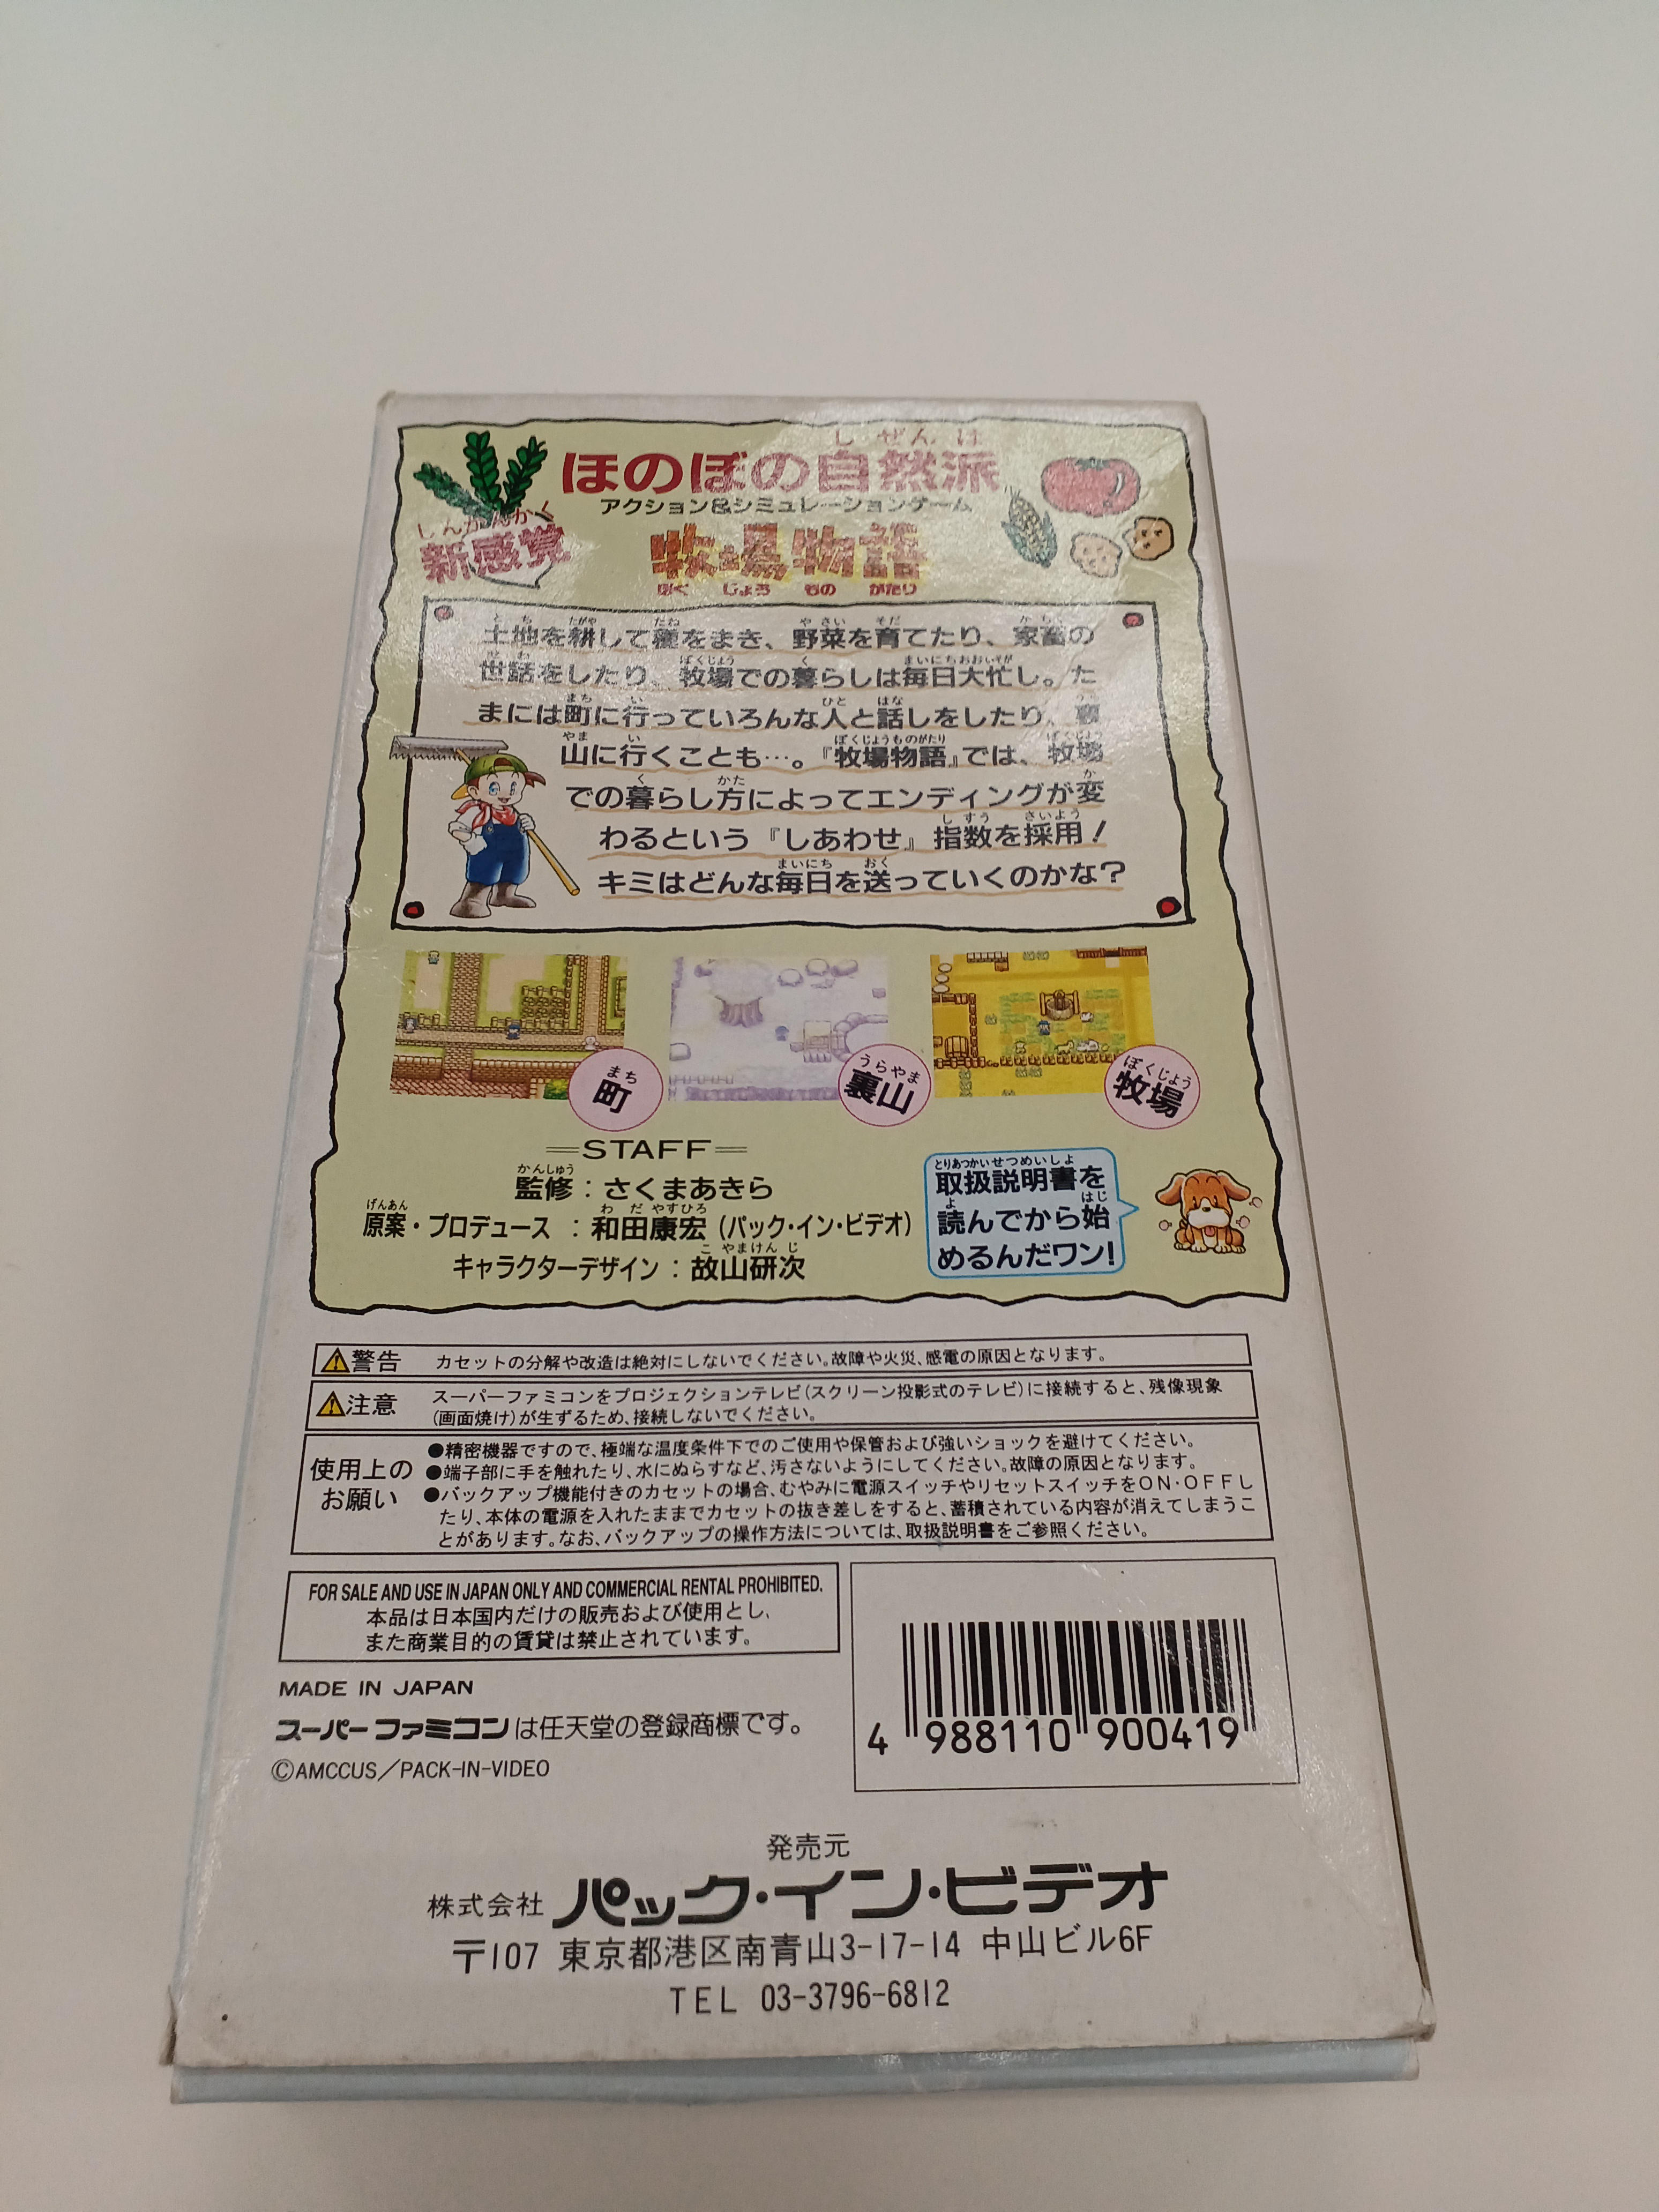 ほのぼの自然派
アクション&シミュレーションゲーム
新感覚
牧場物語
土地を耕して種をまき、野菜を育てたり、家畜の
世話をしたり、牧場での暮らしは毎日大忙し。た
まには町に行っていろんな人と話しをしたり、裏
山に行くことも…。『牧場物語』では、牧場
での暮らし方によってエンディングが変
わるという『しあわせ』指数を採用!
キミはどんな毎日を送っていくのかな?
町
裏山
牧場
=STAFF=
監修:さくまあきら
原案・プロデュース:和田康宏(パック・イン・ビデオ)
キャラクターデザイン:故山研次
取扱説明書を
読んでから始
めるんだワン!
警告 カセットの分解や改造は絶対にしないでください。故障や火災、感電の原因となります。
注意 スーパーファミコンをプロジェクションテレビ(スクリーン投影式のテレビ)に接続すると、残像現象
(画面焼け)が生ずるため、接続しないでください。
使用上のお願い
●精密機器ですので、極端な温度条件下でのご使用や保管および強いショックを避けてください。
●端子部に手を触れたり、水にぬらすなど、汚さないようにしてください。故障の原因となります。
●バックアップ機能付きのカセットの場合、むやみに電源スイッチやリセットスイッチをON・OFFし
たり、本体の電源を入れたままでカセットの抜き差しをすると、蓄積されている内容が消えてしまうこ
とがあります。なお、バックアップの操作方法については、取扱説明書をご参照ください。
FOR SALE AND USE IN JAPAN ONLY AND COMMERCIAL RENTAL PROHIBITED.
本品は日本国内だけの販売および使用とし、
また商業目的の賃貸は禁止されています。
MADE IN JAPAN
スーパーファミコンは任天堂の登録商標です。
©AMCCUS/PACK-IN-VIDEO
4 988110 900419
発売元
株式会社 パック・イン・ビデオ
〒107 東京都港区南青山3-17-14 中山ビル6F
TEL 03-3796-6812